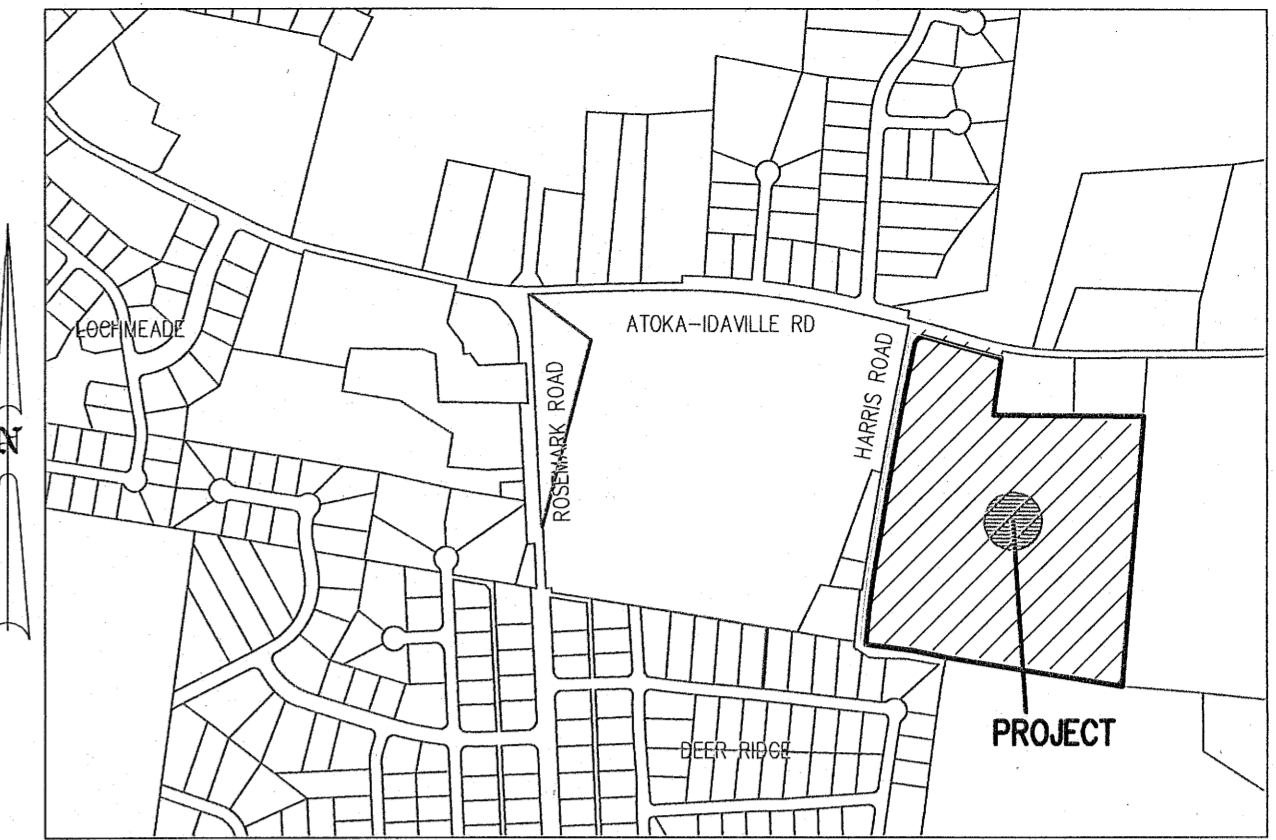 ATOKA-IDAVILLE RD
LOCHMEADE
HARRIS ROAD
ROSEMARK ROAD
N
PROJECT
DEER RIDGE